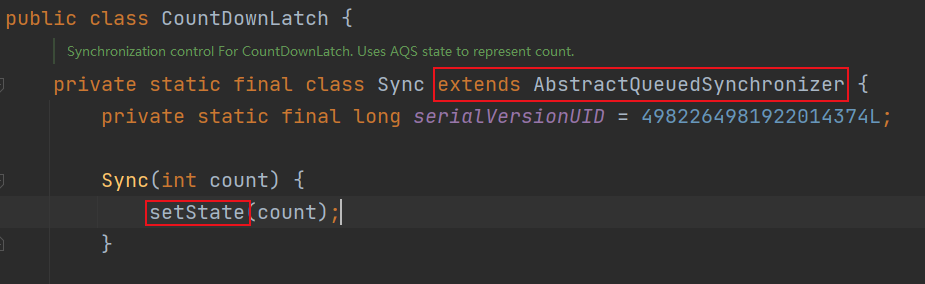 public class CountDownLatch {
Synchronization control For CountDownLatch. Uses AQS state to represent count.
private static final class Sync extends AbstractQueuedSynchronizer {
private static final long serialVersionUID = 4982264981922014374L;
Sync(int count) {
setState(count);
}